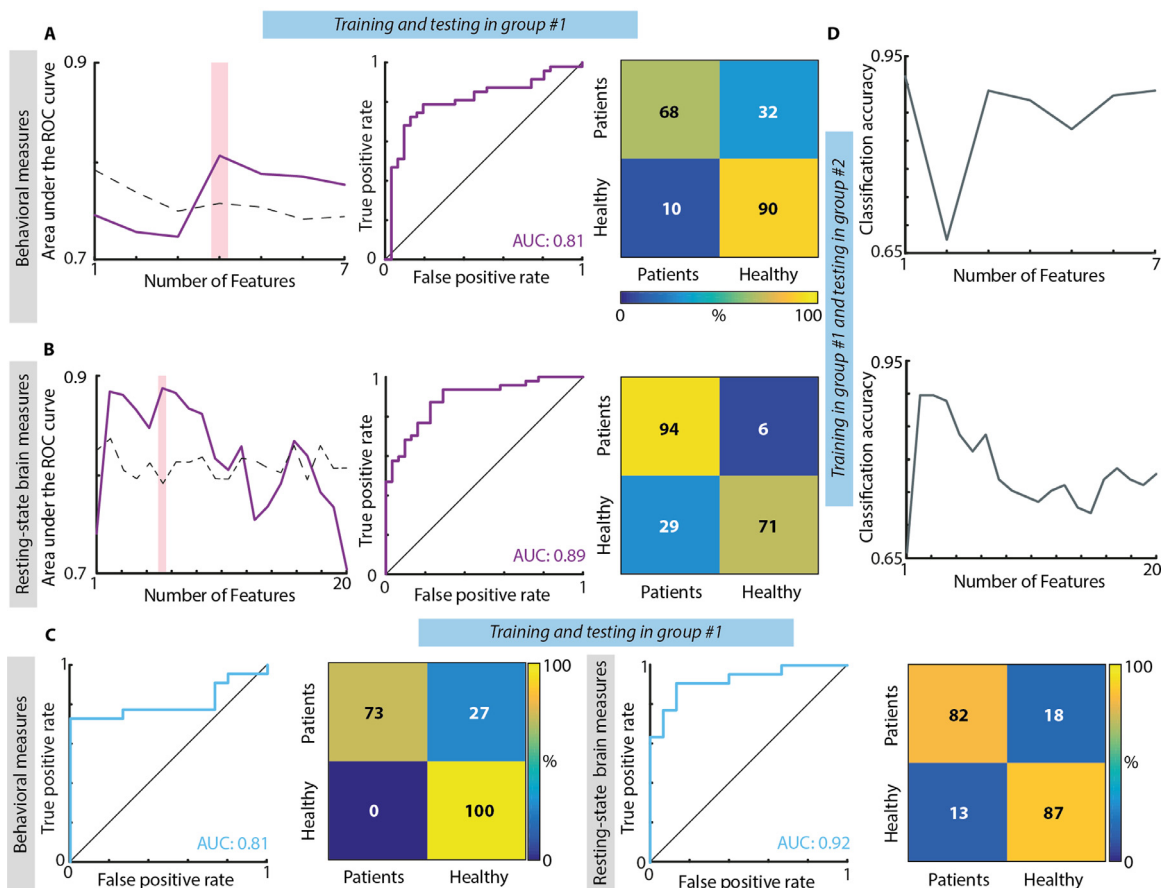 Training and testing in group #1
A
Behavioral measures
Area under the ROC curve
0.9
0.7
1
7
Number of Features
True positive rate
1
0
1
AUC: 0.81
False positive rate
Patients
Healthy
68
32
10
90
Patients
Healthy
0
%
100
Training in group #1 and testing in group #2
D
Classification accuracy
0.95
0.65
1
7
Number of Features
B
Resting-state brain measures
Area under the ROC curve
0.9
0.7
1
20
Number of Features
True positive rate
1
0
0
1
AUC: 0.89
False positive rate
Patients
Healthy
94
6
29
71
Patients
Healthy
Classification accuracy
0.95
0.65
1
20
Number of Features
C
Training and testing in group #1
Behavioral measures
True positive rate
1
0
1
AUC: 0.81
False positive rate
Patients
Healthy
73
27
0
100
Patients
Healthy
100
%
0
Resting-state brain measures
True positive rate
1
0
1
AUC: 0.92
False positive rate
Patients
Healthy
82
18
13
87
Patients
Healthy
100
%
0